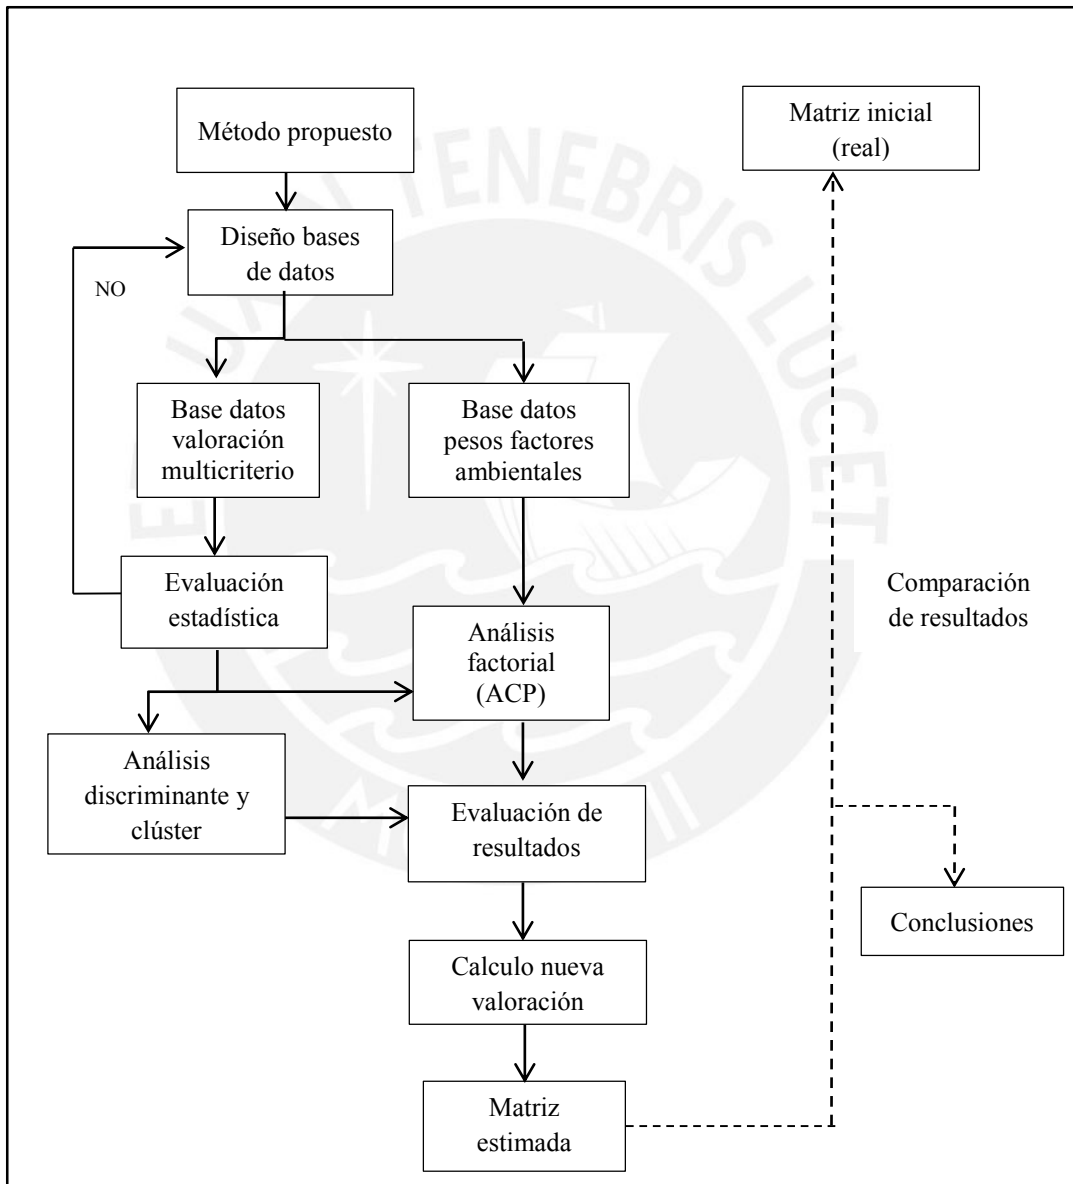 Método propuesto
Matriz inicial
(real)
Diseño bases
de datos
NO
Base datos
valoración
multicriterio
Base datos
pesos factores
ambientales
Evaluación
estadística
Análisis
factorial
(ACP)
Comparación
de resultados
Análisis
discriminante y
clúster
Evaluación de
resultados
Conclusiones
Calculo nueva
valoración
Matriz
estimada
TENEBRIS LUCET